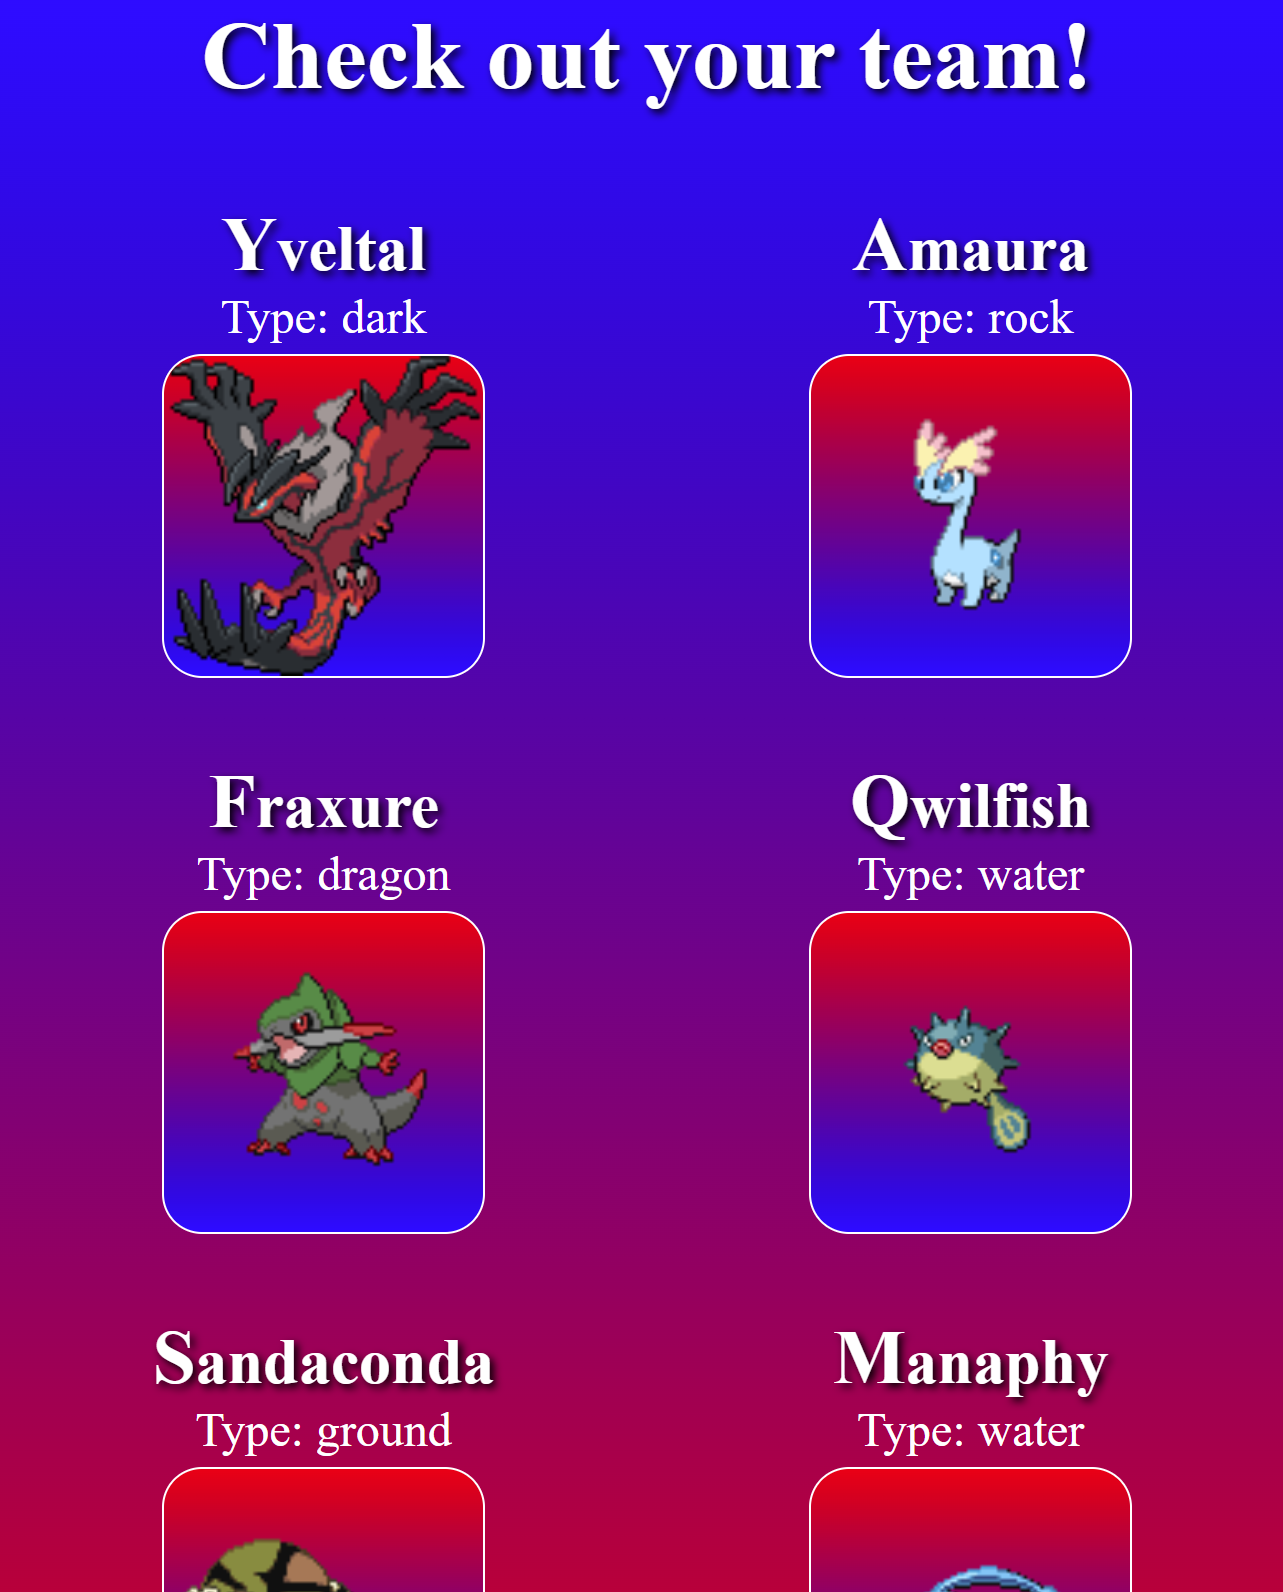 Check out your team!
Yveltal
Type: dark
Amaura
Type: rock
Fraxure
Type: dragon
Qwilfish
Type: water
Sandaconda
Type: ground
Manaphy
Type: water